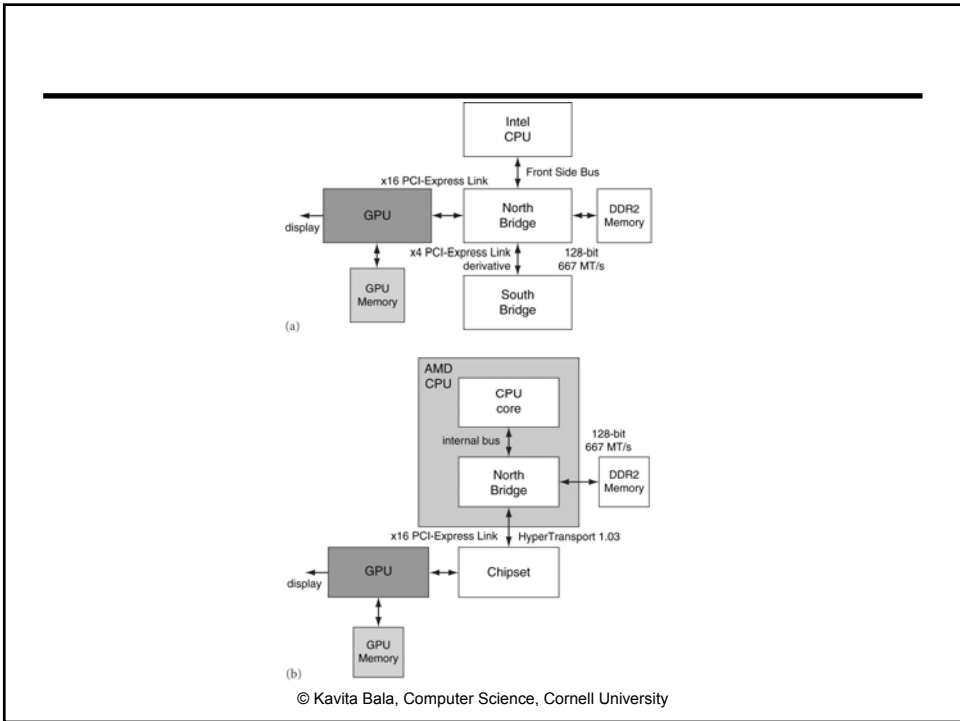 Intel
CPU
Front Side Bus
x16 PCI-Express Link
display
GPU
North
Bridge
DDR2
Memory
x4 PCI-Express Link
derivative
128-bit
667 MT/s
GPU
Memory
South
Bridge
(a)
AMD
CPU
CPU
core
internal bus
128-bit
667 MT/s
North
Bridge
DDR2
Memory
x16 PCI-Express Link
HyperTransport 1.03
display
GPU
Chipset
GPU
Memory
(b)
© Kavita Bala, Computer Science, Cornell University